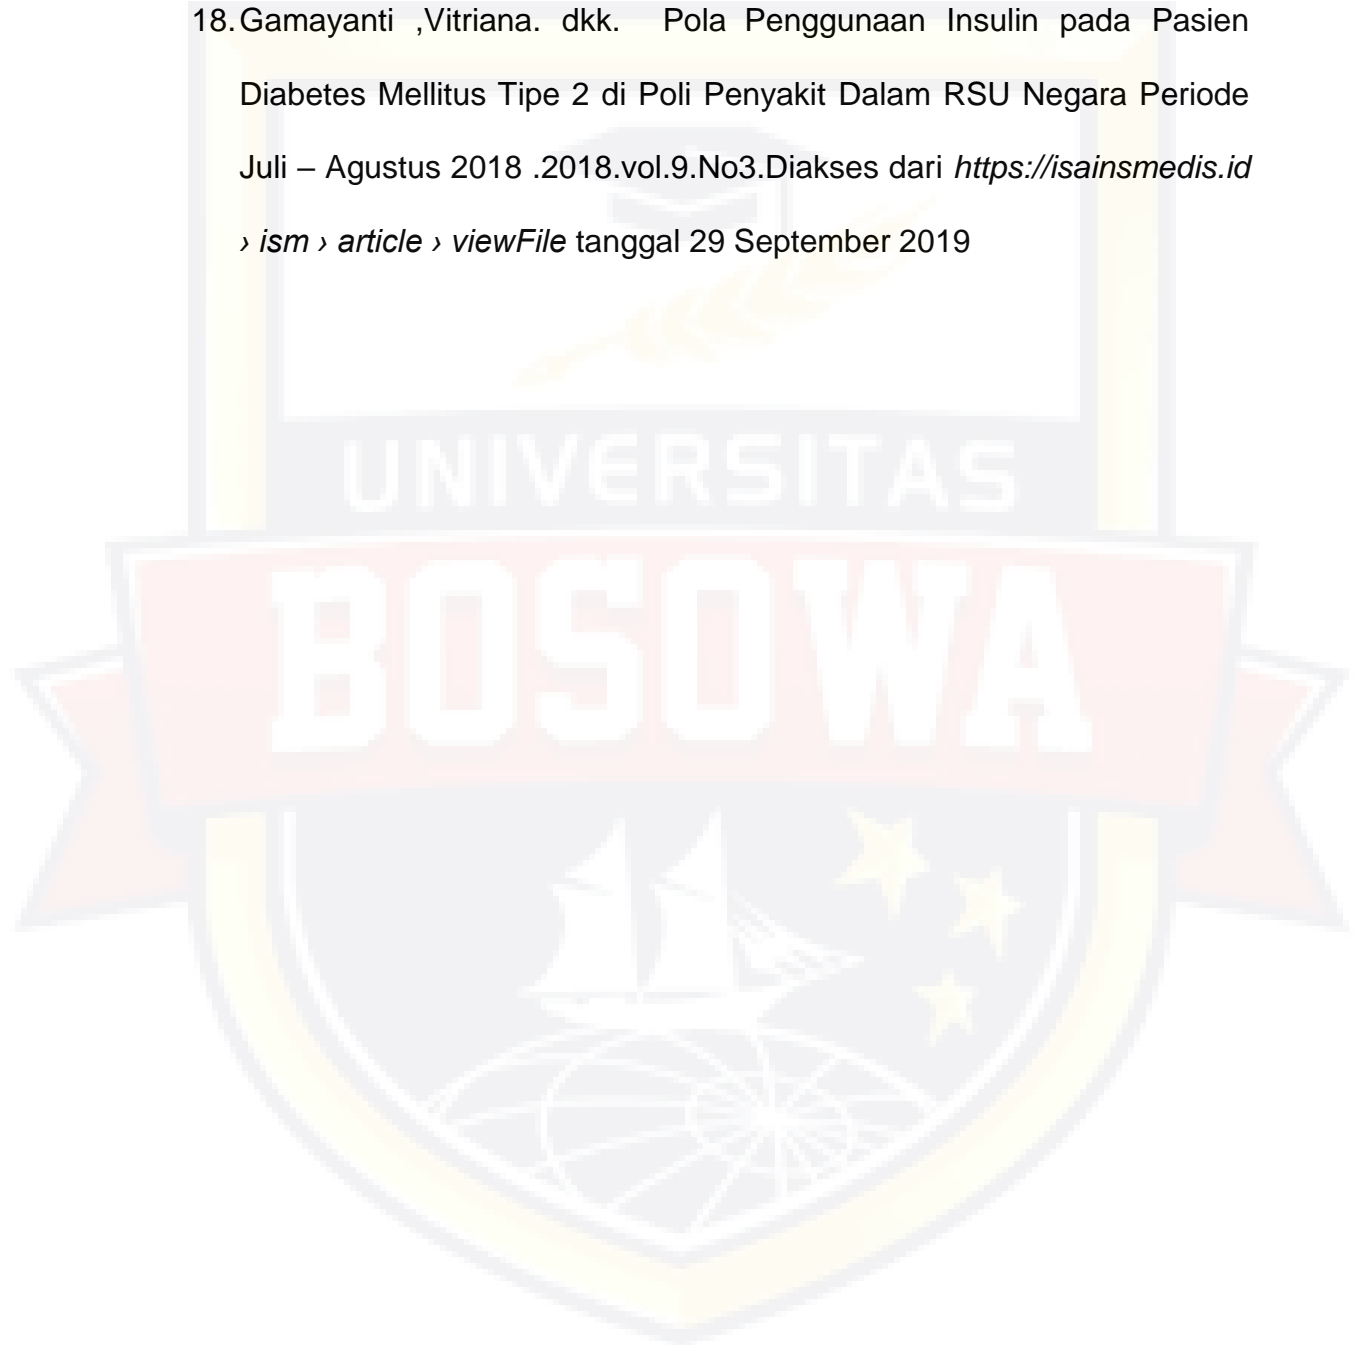 18. Gamayanti ,Vitriana. dkk. Pola Penggunaan Insulin pada Pasien
Diabetes Mellitus Tipe 2 di Poli Penyakit Dalam RSU Negara Periode
Juli – Agustus 2018 .2018.vol.9.No3.Diakses dari https://isainsmedis.id
› ism › article › viewFile tanggal 29 September 2019
UNIVERSITAS
BOSOWA